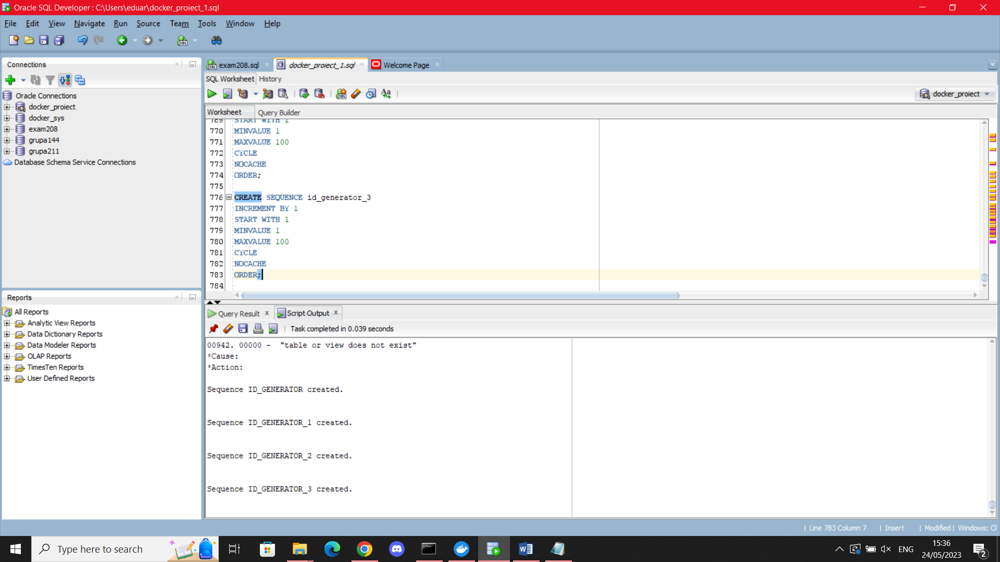 Oracle SQL Developer : C:\Users\eduar\docker_proiect_1.sql
File Edit View Navigate Run Source Team Tools Window Help
Connections
Oracle Connections
docker_proiect
docker_sys
exam208
grupa144
grupa211
Database Schema Service Connections
Reports
All Reports
Analytic View Reports
Data Dictionary Reports
Data Modeler Reports
OLAP Reports
TimesTen Reports
User Defined Reports
exam208.sql docker_proiect_1.sql Welcome Page
SQL Worksheet History
docker_proiect
Worksheet Query Builder
769 START WITH 1
770 MINVALUE 1
771 MAXVALUE 100
772 CYCLE
773 NOCACHE
774 ORDER;
775
776 CREATE SEQUENCE id_generator_3
777 INCREMENT BY 1
778 START WITH 1
779 MINVALUE 1
780 MAXVALUE 100
781 CYCLE
782 NOCACHE
783 ORDER;
784
Query Result Script Output
Task completed in 0.039 seconds
00942. 00000 - "table or view does not exist"
*Cause:
*Action:
Sequence ID_GENERATOR created.
Sequence ID_GENERATOR_1 created.
Sequence ID_GENERATOR_2 created.
Sequence ID_GENERATOR_3 created.
| Line 783 Column 7 | Insert | Modified | Windows: CF
Type here to search
ENG
15:36
24/05/2023
2